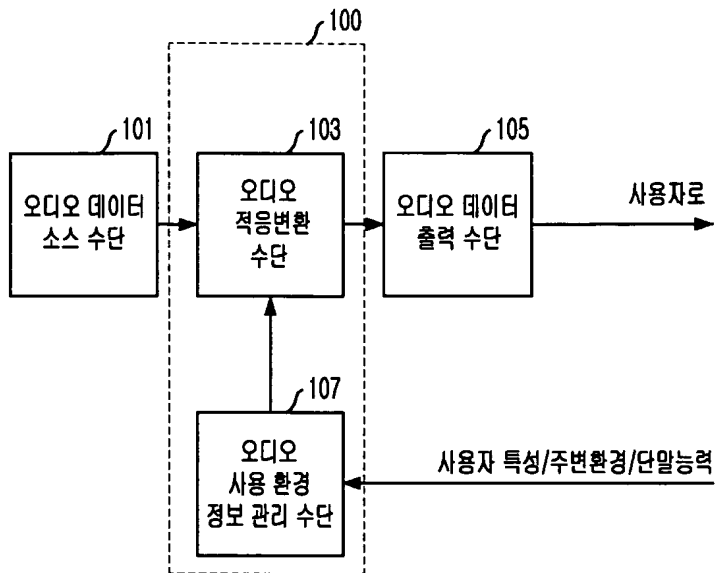 100
101
103
105
오디오 데이터
소스 수단
오디오
적응변환
수단
오디오 데이터
출력 수단
사용자로
107
오디오
사용 환경
정보 관리 수단
사용자 특성/주변환경/단말능력